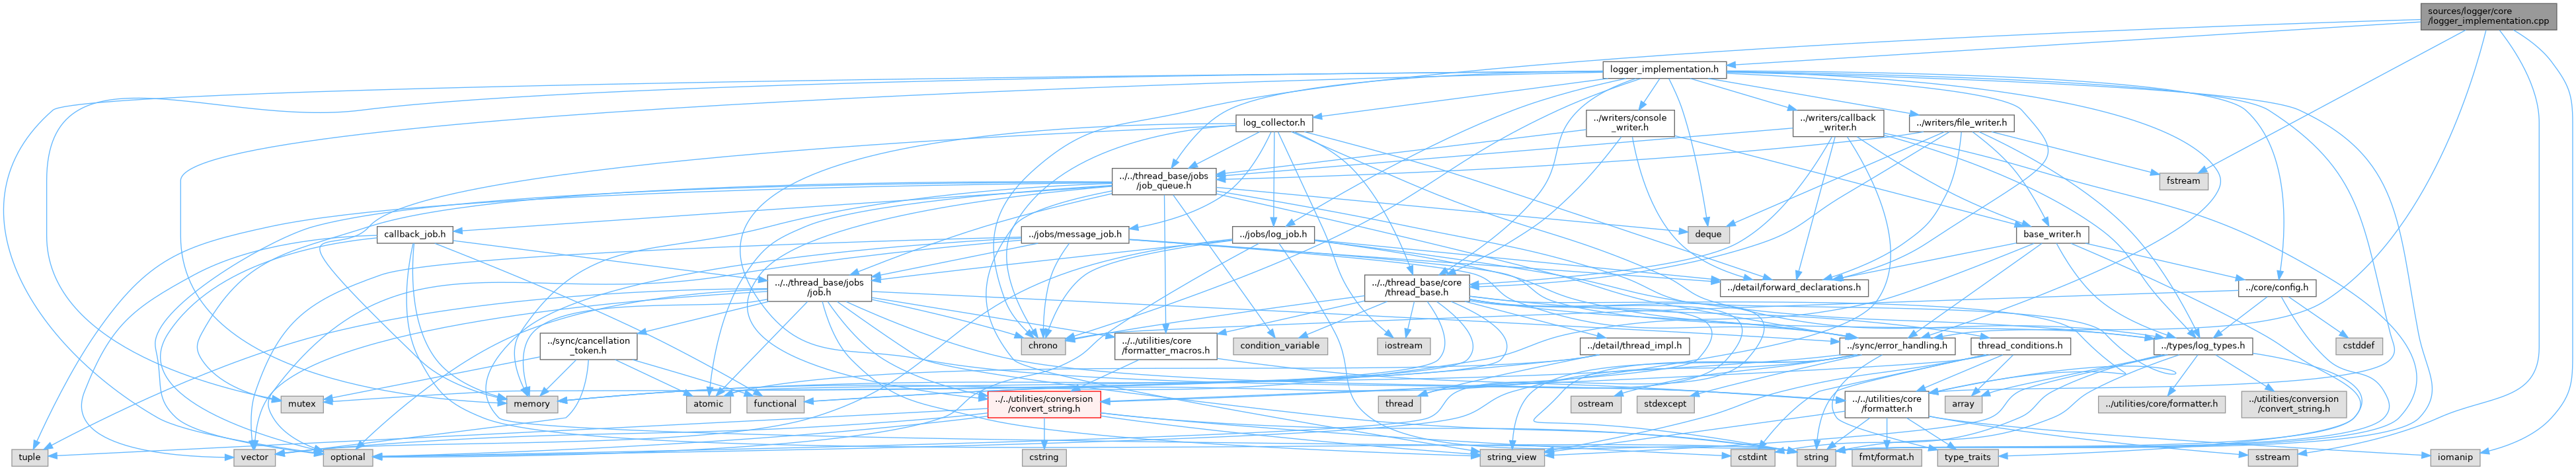 sources/logger/core
/logger_implementation.cpp
logger_implementation.h
log_collector.h
../writers/console
_writer.h
../writers/callback
_writer.h
../writers/file_writer.h
../../thread_base/jobs
/job_queue.h
fstream
callback_job.h
../jobs/message_job.h
../jobs/log_job.h
deque
base_writer.h
../../thread_base/jobs
/job.h
../../thread_base/core
/thread_base.h
../detail/forward_declarations.h
../core/config.h
../sync/cancellation
_token.h
chrono
../../utilities/core
/formatter_macros.h
condition_variable
iostream
../detail/thread_impl.h
../sync/error_handling.h
thread_conditions.h
../types/log_types.h
cstddef
mutex
memory
atomic
functional
../../utilities/conversion
/convert_string.h
thread
ostream
stdexcept
../../utilities/core
/formatter.h
array
../utilities/core/formatter.h
../utilities/conversion
/convert_string.h
tuple
vector
optional
cstring
string_view
cstdint
string
fmt/format.h
type_traits
sstream
iomanip